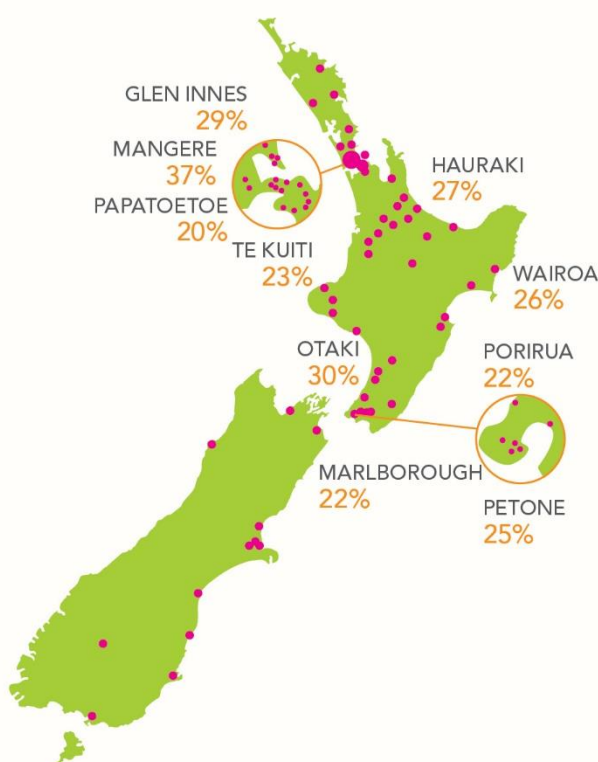 GLEN INNES
29%
MANGERE
37%
PAPATOETOE
20%
TE KUITI
23%
HAURAKI
27%
WAIROA
26%
OTAKI
30%
PORIRUA
22%
MARLBOROUGH
22%
PETONE
25%